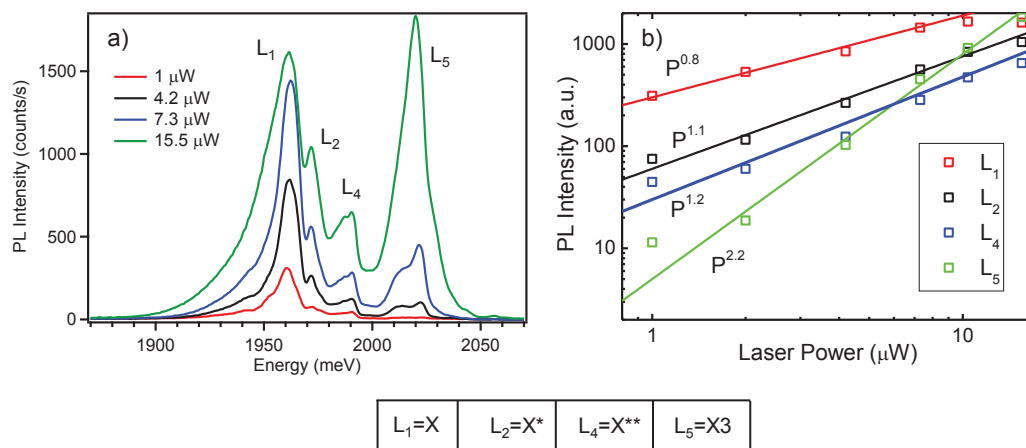 a)
PL Intensity (counts/s)
1500
1000
500
0
1 μW
4.2 μW
7.3 μW
15.5 μW
L₁
L₂
L₄
L₅
1900
1950
2000
2050
Energy (meV)
b)
PL Intensity (a.u.)
1000
100
10
P⁰·⁸
P¹·¹
P¹·²
P²·²
L₁
L₂
L₄
L₅
1
10
Laser Power (μW)
L₁=X L₂=X* L₄=X** L₅=X3